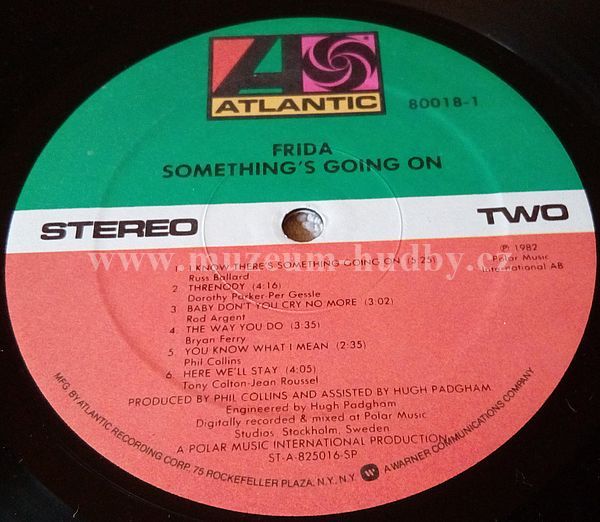 ATLANTIC
80018-1
FRIDA
SOMETHING'S GOING ON
STEREO
TWO
℗ 1982
Polar Music
International AB
www.muzeum-hudby.cz
1. I KNOW THERE'S SOMETHING GOING ON (5:25)
Russ Ballard
2. THRENODY (4:16)
Dorothy Parker-Per Gessle
3. BABY DON'T YOU CRY NO MORE (3:02)
Rod Argent
4. THE WAY YOU DO (3:35)
Bryan Ferry
5. YOU KNOW WHAT I MEAN (2:35)
Phil Collins
6. HERE WE'LL STAY (4:05)
Tony Colton-Jean Roussel
PRODUCED BY PHIL COLLINS AND ASSISTED BY HUGH PADGHAM.
Engineered by Hugh Padgham
Digitally recorded & mixed at Polar Music
Studios, Stockholm, Sweden
A POLAR MUSIC INTERNATIONAL PRODUCTION
ST-A-825016-SP
MFG BY ATLANTIC RECORDING CORP. 75 ROCKEFELLER PLAZA, N.Y. N.Y.
A WARNER COMMUNICATIONS COMPANY